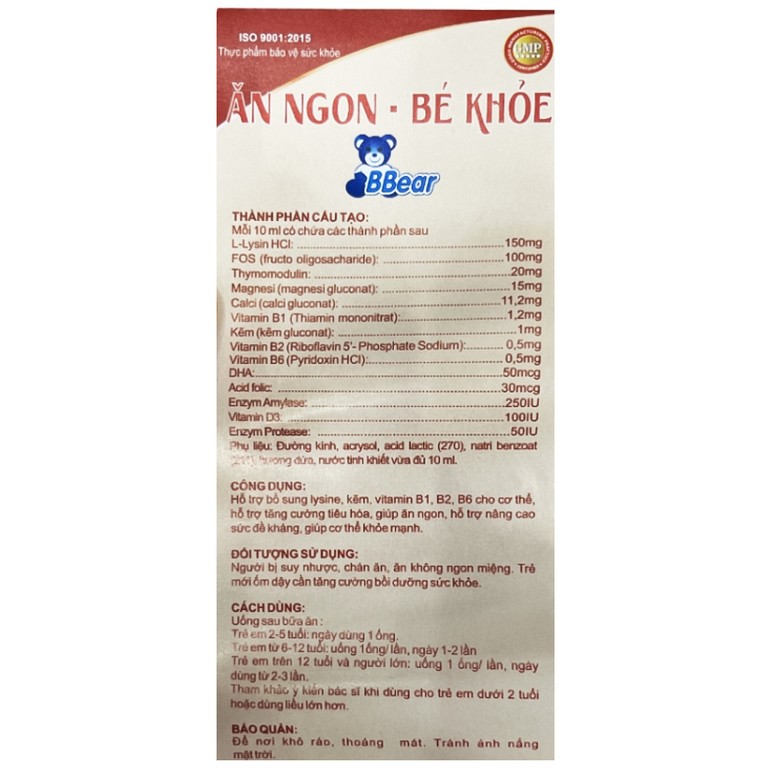 ISO 9001:2015
Thực phẩm bảo vệ sức khỏe
GMP
ĂN NGON - BÉ KHỎE
BBear
THÀNH PHẦN CẤU TẠO:
Mỗi 10 ml có chứa các thành phần sau
L-Lysin HCl: 150mg
FOS (fructo oligosacharide): 100mg
Thymomodulin: 20mg
Magnesi (magnesi gluconat): 15mg
Calci (calci gluconat): 11,2mg
Vitamin B1 (Thiamin mononitrat): 1,2mg
Kẽm (kẽm gluconat): 1mg
Vitamin B2 (Riboflavin 5'- Phosphate Sodium): 0,5mg
Vitamin B6 (Pyridoxin HCl): 0,5mg
DHA: 50mcg
Acid folic: 30mcg
Enzym Amylase: 250IU
Vitamin D3: 100IU
Enzym Protease: 50IU
Phụ liệu: Đường kính, acrysol, acid lactic (270), natri benzoat
hương dứa, nước tinh khiết vừa đủ 10 ml.
CÔNG DỤNG:
Hỗ trợ bổ sung lysine, kẽm, vitamin B1, B2, B6 cho cơ thể,
hỗ trợ tăng cường tiêu hóa, giúp ăn ngon, hỗ trợ nâng cao
sức đề kháng, giúp cơ thể khỏe mạnh.
ĐỐI TƯỢNG SỬ DỤNG:
Người bị suy nhược, chán ăn, ăn không ngon miệng. Trẻ
mới ốm dậy cần tăng cường bồi dưỡng sức khỏe.
CÁCH DÙNG:
Uống sau bữa ăn :
Trẻ em 2-5 tuổi: ngày dùng 1 ống.
Trẻ em từ 6-12 tuổi: uống 1ống/ lần, ngày 1-2 lần
Trẻ em trên 12 tuổi và người lớn: uống 1 ống/ lần, ngày
dùng từ 2-3 lần.
Tham khảo ý kiến bác sĩ khi dùng cho trẻ em dưới 2 tuổi
hoặc dùng liều lớn hơn.
BẢO QUẢN:
Để nơi khô ráo, thoáng mát. Tránh ánh nắng
mặt trời.